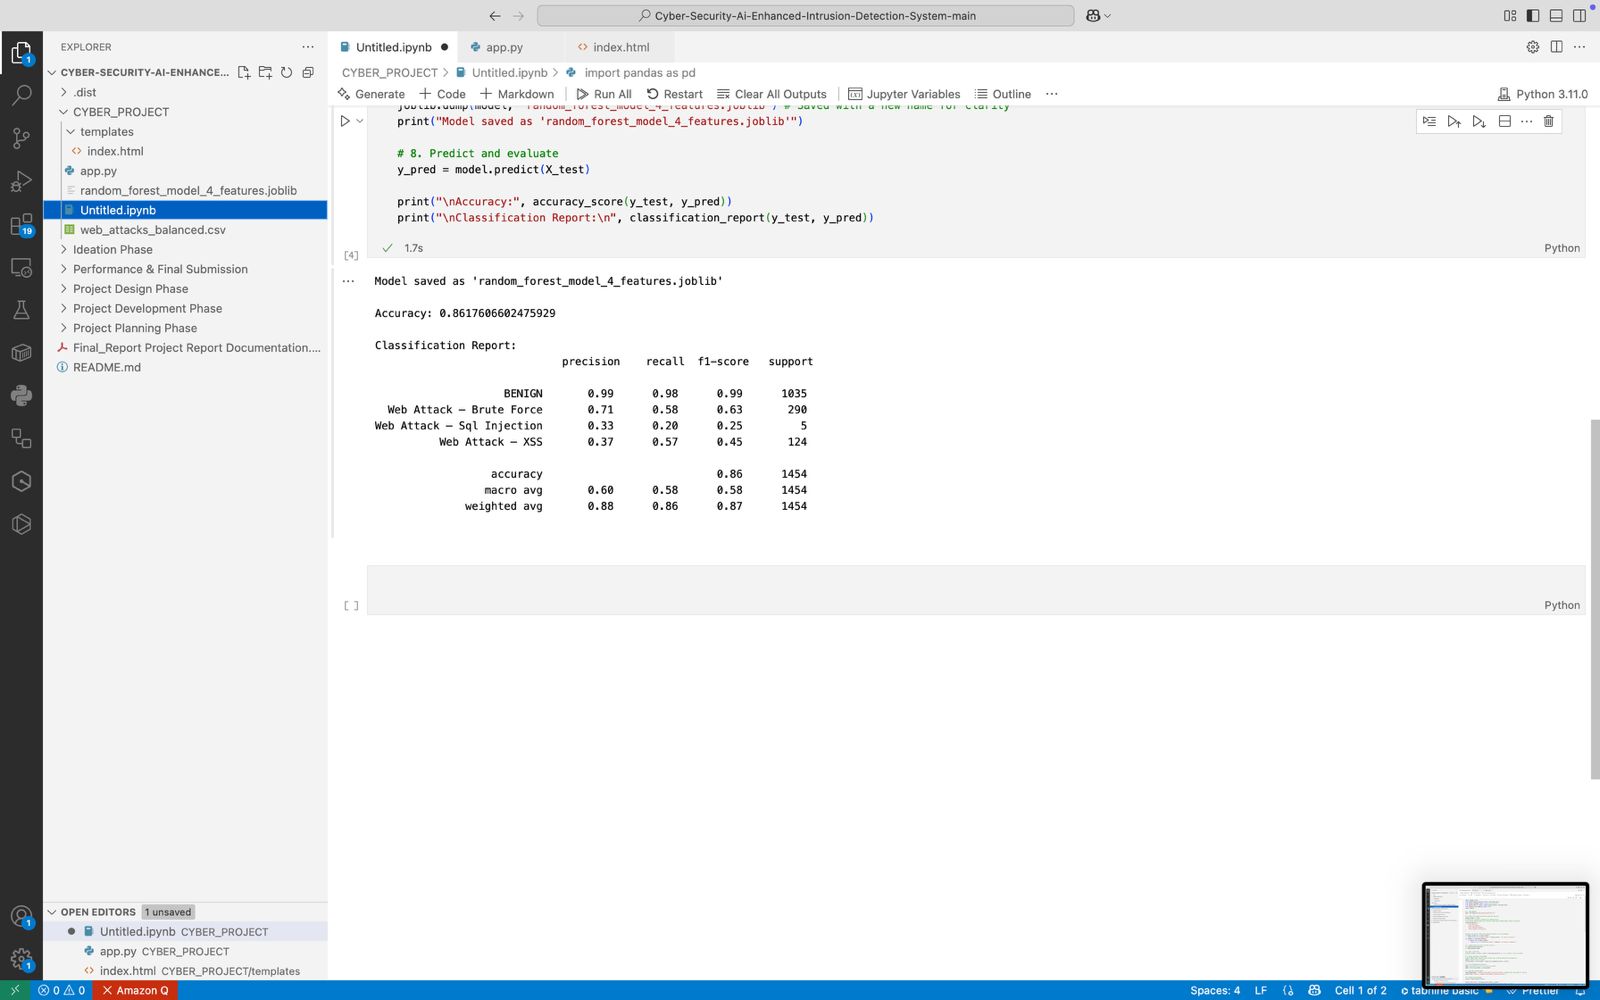 Cyber-Security-Ai-Enhanced-Intrusion-Detection-System-main
EXPLORER
CYBER-SECURITY-AI-ENHANCE...
.dist
CYBER_PROJECT
templates
index.html
app.py
random_forest_model_4_features.joblib
Untitled.ipynb
web_attacks_balanced.csv
Ideation Phase
Performance & Final Submission
Project Design Phase
Project Development Phase
Project Planning Phase
Final_Report Project Report Documentation....
README.md
1
19
OPEN EDITORS 1 unsaved
Untitled.ipynb CYBER_PROJECT
app.py CYBER_PROJECT
index.html CYBER_PROJECT/templates
1
1
Untitled.ipynb app.py index.html
CYBER_PROJECT > Untitled.ipynb > import pandas as pd
Generate + Code + Markdown Run All Restart Clear All Outputs Jupyter Variables Outline ... Python 3.11.0
joblib.dump(model, 'random_forest_model_4_features.joblib') # Saved with a new name for clarity
print("Model saved as 'random_forest_model_4_features.joblib'")
# 8. Predict and evaluate
y_pred = model.predict(X_test)
print("\nAccuracy:", accuracy_score(y_test, y_pred))
print("\nClassification Report:\n", classification_report(y_test, y_pred))
[4] 1.7s Python
Model saved as 'random_forest_model_4_features.joblib'
Accuracy: 0.8617606602475929
Classification Report:
precision recall f1-score support
BENIGN 0.99 0.98 0.99 1035
Web Attack – Brute Force 0.71 0.58 0.63 290
Web Attack – Sql Injection 0.33 0.20 0.25 5
Web Attack – XSS 0.37 0.57 0.45 124
accuracy 0.86 1454
macro avg 0.60 0.58 0.58 1454
weighted avg 0.88 0.86 0.87 1454
[ ] Python
0 0 Amazon Q Spaces: 4 LF Cell 1 of 2 tabnine basic Prettier